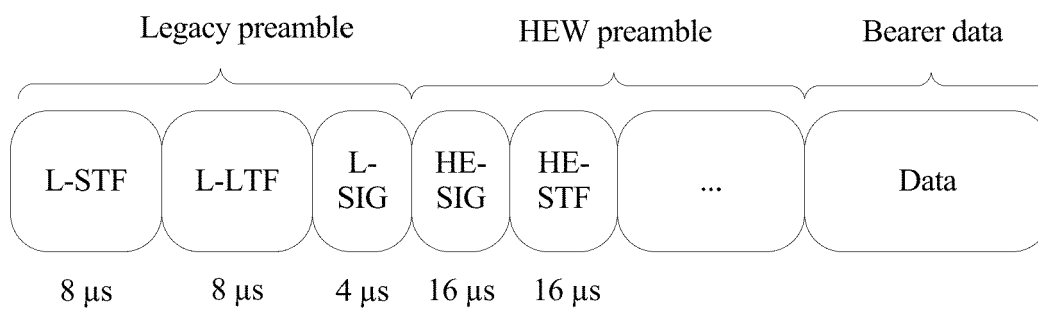 Legacy preamble HEW preamble Bearer data
L-STF L-LTF L-SIG HE-SIG HE-STF ... Data
8 μs 8 μs 4 μs 16 μs 16 μs